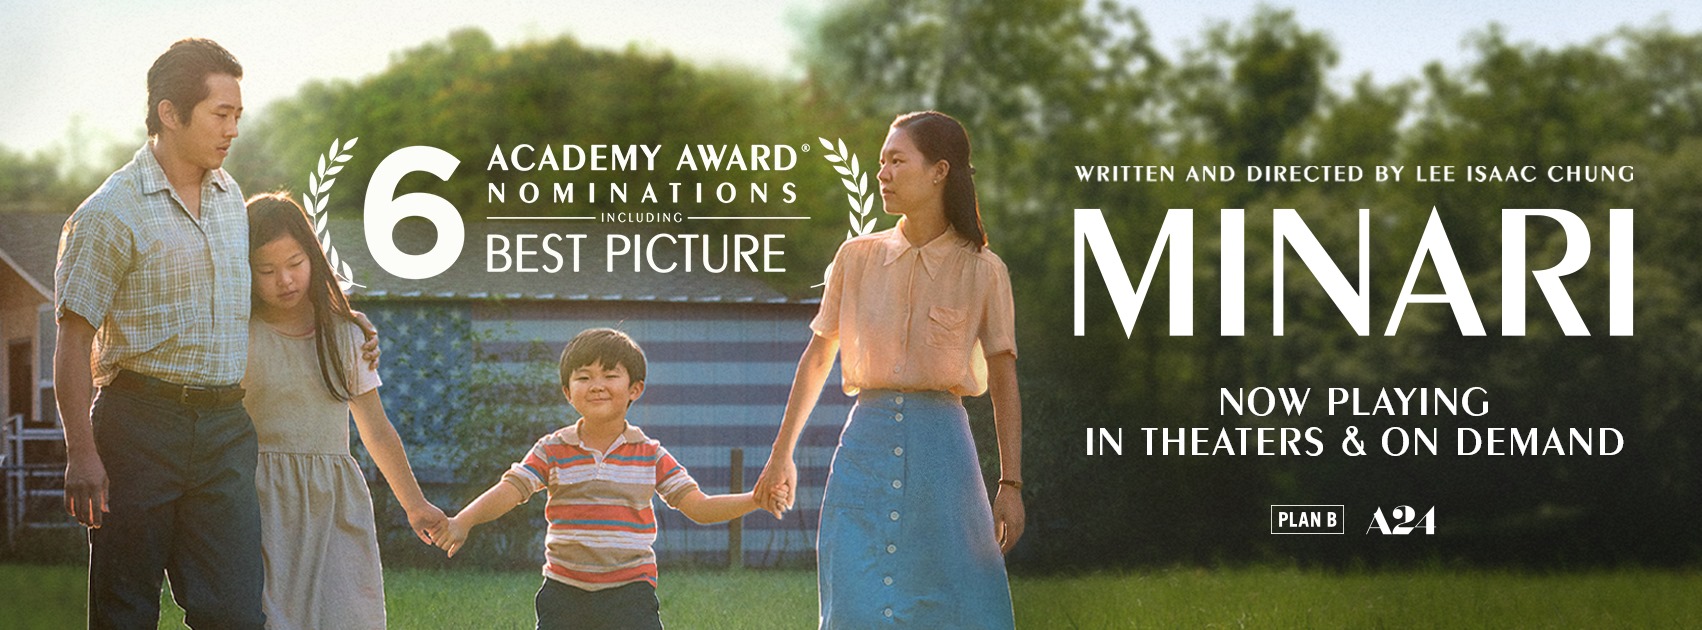 6
ACADEMY AWARD®
NOMINATIONS
INCLUDING
BEST PICTURE
WRITTEN AND DIRECTED BY LEE ISAAC CHUNG
MINARI
NOW PLAYING
IN THEATERS & ON DEMAND
PLAN B A24